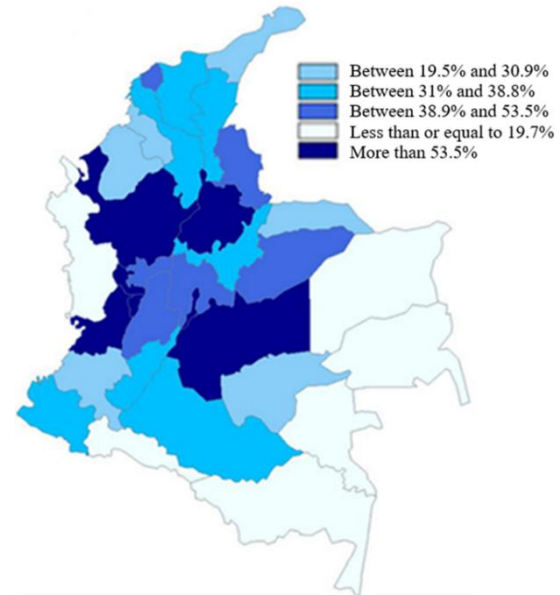 Between 19.5% and 30.9%
Between 31% and 38.8%
Between 38.9% and 53.5%
Less than or equal to 19.7%
More than 53.5%